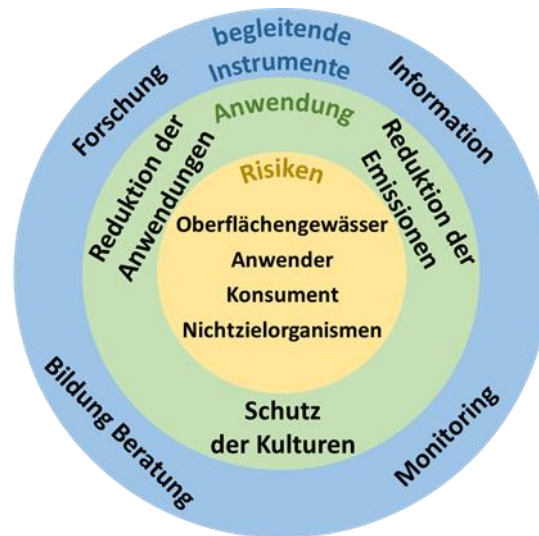 begleitende
Instrumente
Forschung
Information
Anwendung
Reduktion der
Anwendungen
Reduktion der
Emissionen
Risiken
Oberflächengewässer
Anwender
Konsument
Nichtzielorganismen
Schutz
der Kulturen
Bildung Beratung
Monitoring